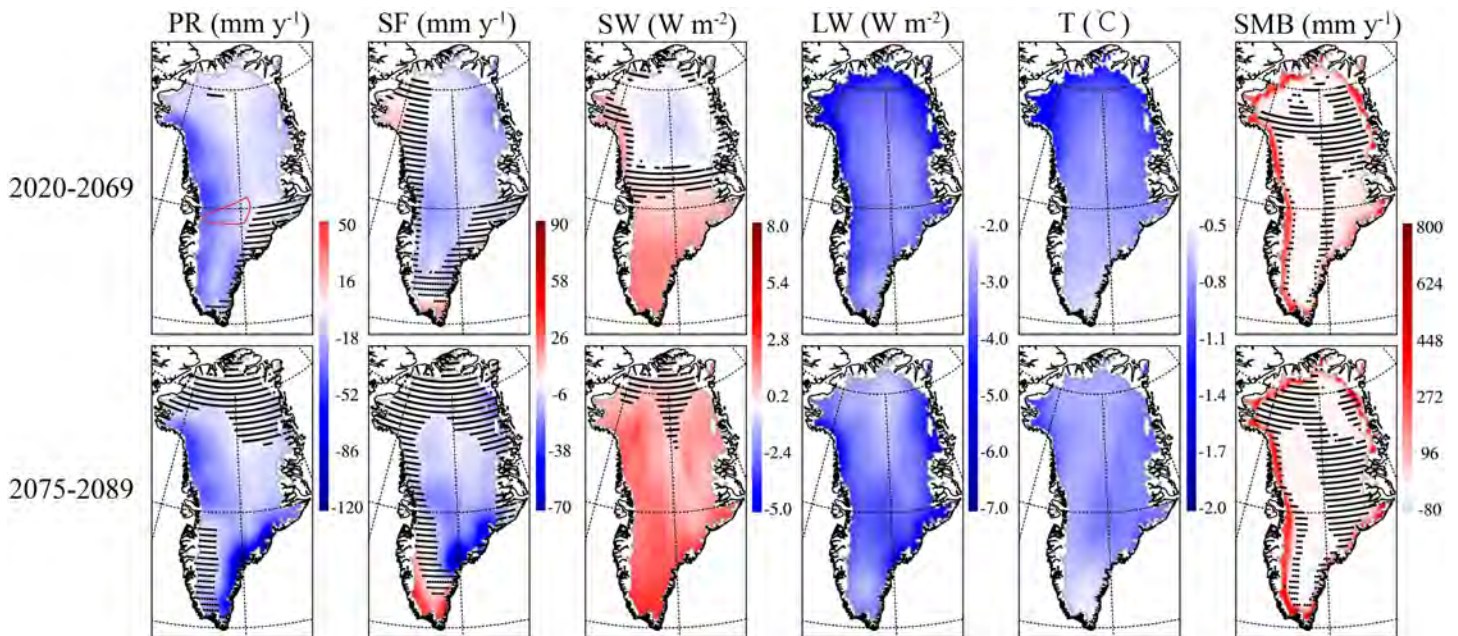 PR (mm y⁻¹) SF (mm y⁻¹) SW (W m⁻²) LW (W m⁻²) T (℃) SMB (mm y⁻¹)
2020-2069
50 16 -18 -52 -86 -120
90 58 26 -6 -38 -70
8.0 5.4 2.8 0.2 -2.4 -5.0
-2.0 -3.0 -4.0 -5.0 -6.0 -7.0
-0.5 -0.8 -1.1 -1.4 -1.7 -2.0
800 624 448 272 96 -80
2075-2089